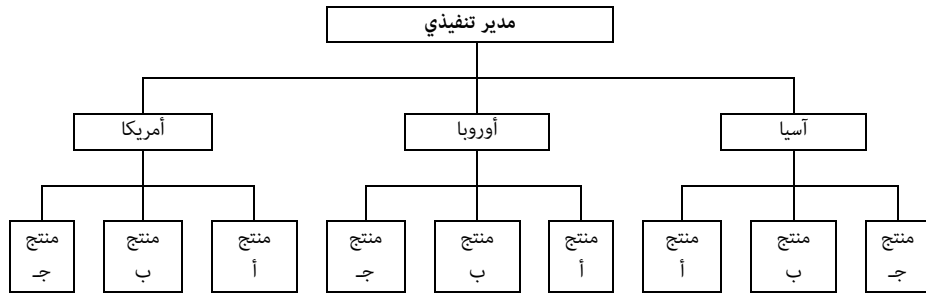 مدير تنفيذي
آسيا
أوروبا
أمريكا
منتج
جـ
منتج
ب
منتج
أ
منتج
أ
منتج
ب
منتج
جـ
منتج
أ
منتج
ب
منتج
جـ